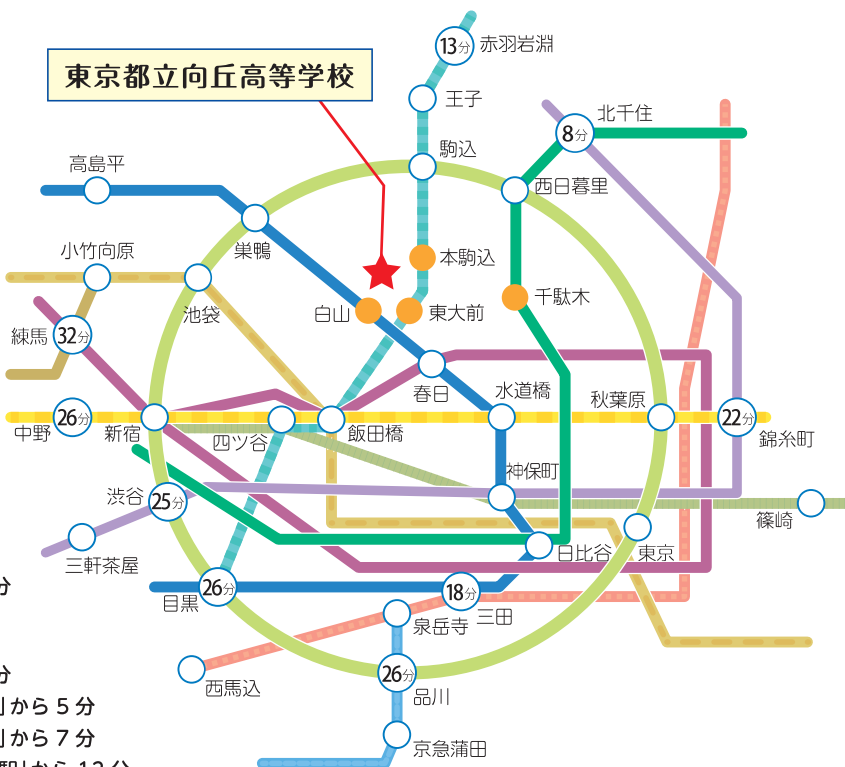 13分 赤羽岩淵
東京都立向丘高等学校
王子
8分 北千住
駒込
高島平
西日暮里
巣鴨
小竹向原
本駒込
千駄木
池袋
白山
東大前
練馬 32分
春日
水道橋
秋葉原
中野 26分
新宿
四ツ谷
飯田橋
22分 錦糸町
神保町
渋谷 25分
篠崎
三軒茶屋
日比谷
東京
分
目黒 26分
18分 三田
泉岳寺
分
西馬込
26分 品川
から 5 分
から 7 分
京急蒲田
駅から 12 分